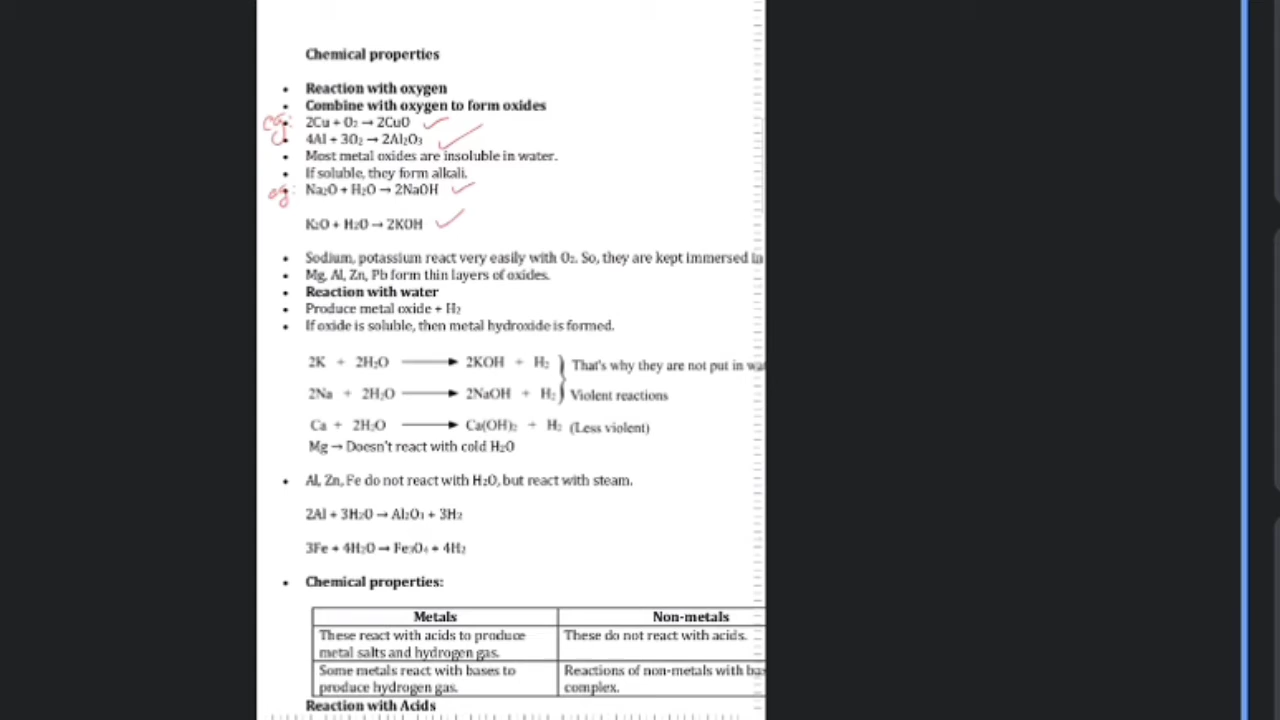 Chemical properties
• Reaction with oxygen
• Combine with oxygen to form oxides
eg: • 2Cu + O₂ → 2CuO
• 4Al + 3O₂ → 2Al₂O₃
• Most metal oxides are insoluble in water.
• If soluble, they form alkali.
eg: • Na₂O + H₂O → 2NaOH
K₂O + H₂O → 2KOH
• Sodium, potassium react very easily with O₂. So, they are kept immersed in
• Mg, Al, Zn, Pb form thin layers of oxides.
• Reaction with water
• Produce metal oxide + H₂
• If oxide is soluble, then metal hydroxide is formed.
2K + 2H₂O → 2KOH + H₂ } That's why they are not put in
2Na + 2H₂O → 2NaOH + H₂ } Violent reactions
Ca + 2H₂O → Ca(OH)₂ + H₂ (Less violent)
Mg → Doesn't react with cold H₂O
• Al, Zn, Fe do not react with H₂O, but react with steam.
2Al + 3H₂O → Al₂O₃ + 3H₂
3Fe + 4H₂O → Fe₃O₄ + 4H₂
• Chemical properties:
Metals Non-metals
These react with acids to produce These do not react with acids.
metal salts and hydrogen gas.
Some metals react with bases to Reactions of non-metals with
produce hydrogen gas. complex.
Reaction with Acids